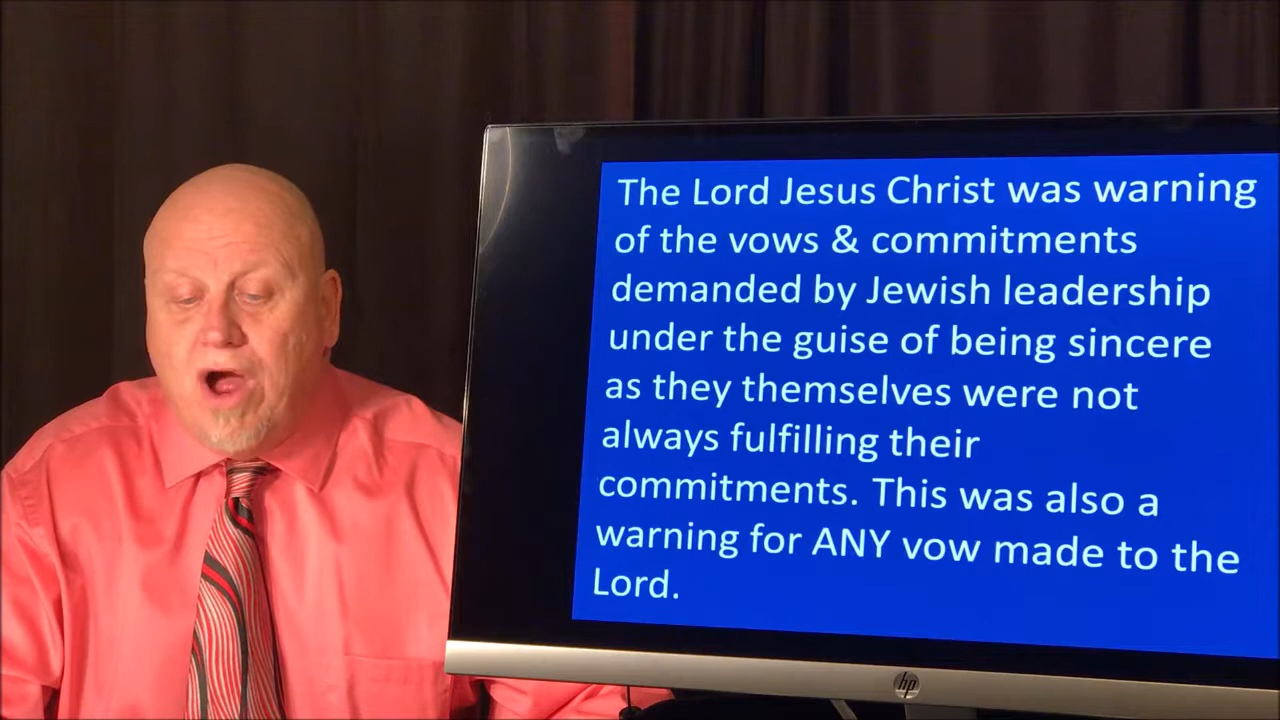 The Lord Jesus Christ was warning
of the vows & commitments
demanded by Jewish leadership
under the guise of being sincere
as they themselves were not
always fulfilling their
commitments. This was also a
warning for ANY vow made to the
Lord.
hp